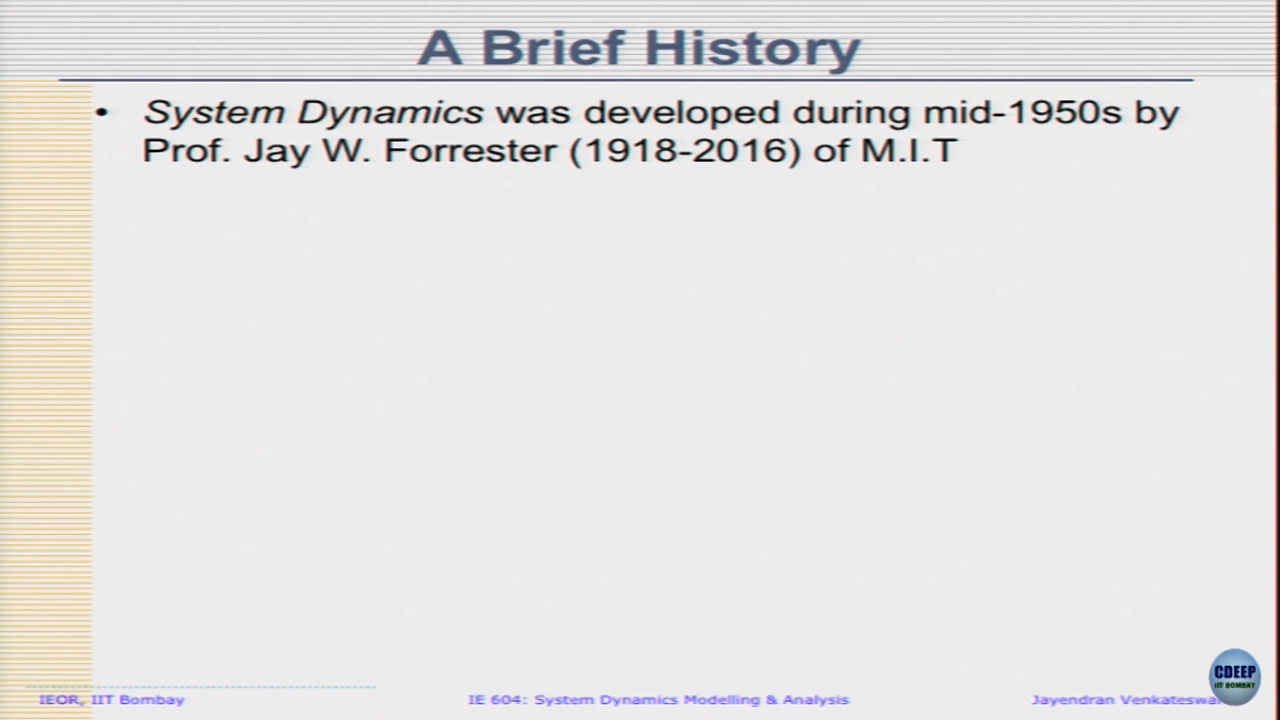 A Brief History
• System Dynamics was developed during mid-1950s by
Prof. Jay W. Forrester (1918-2016) of M.I.T
CDEEP
IIT BOMBAY
IEOR, IIT Bombay
IE 604: System Dynamics Modelling & Analysis
Jayendran